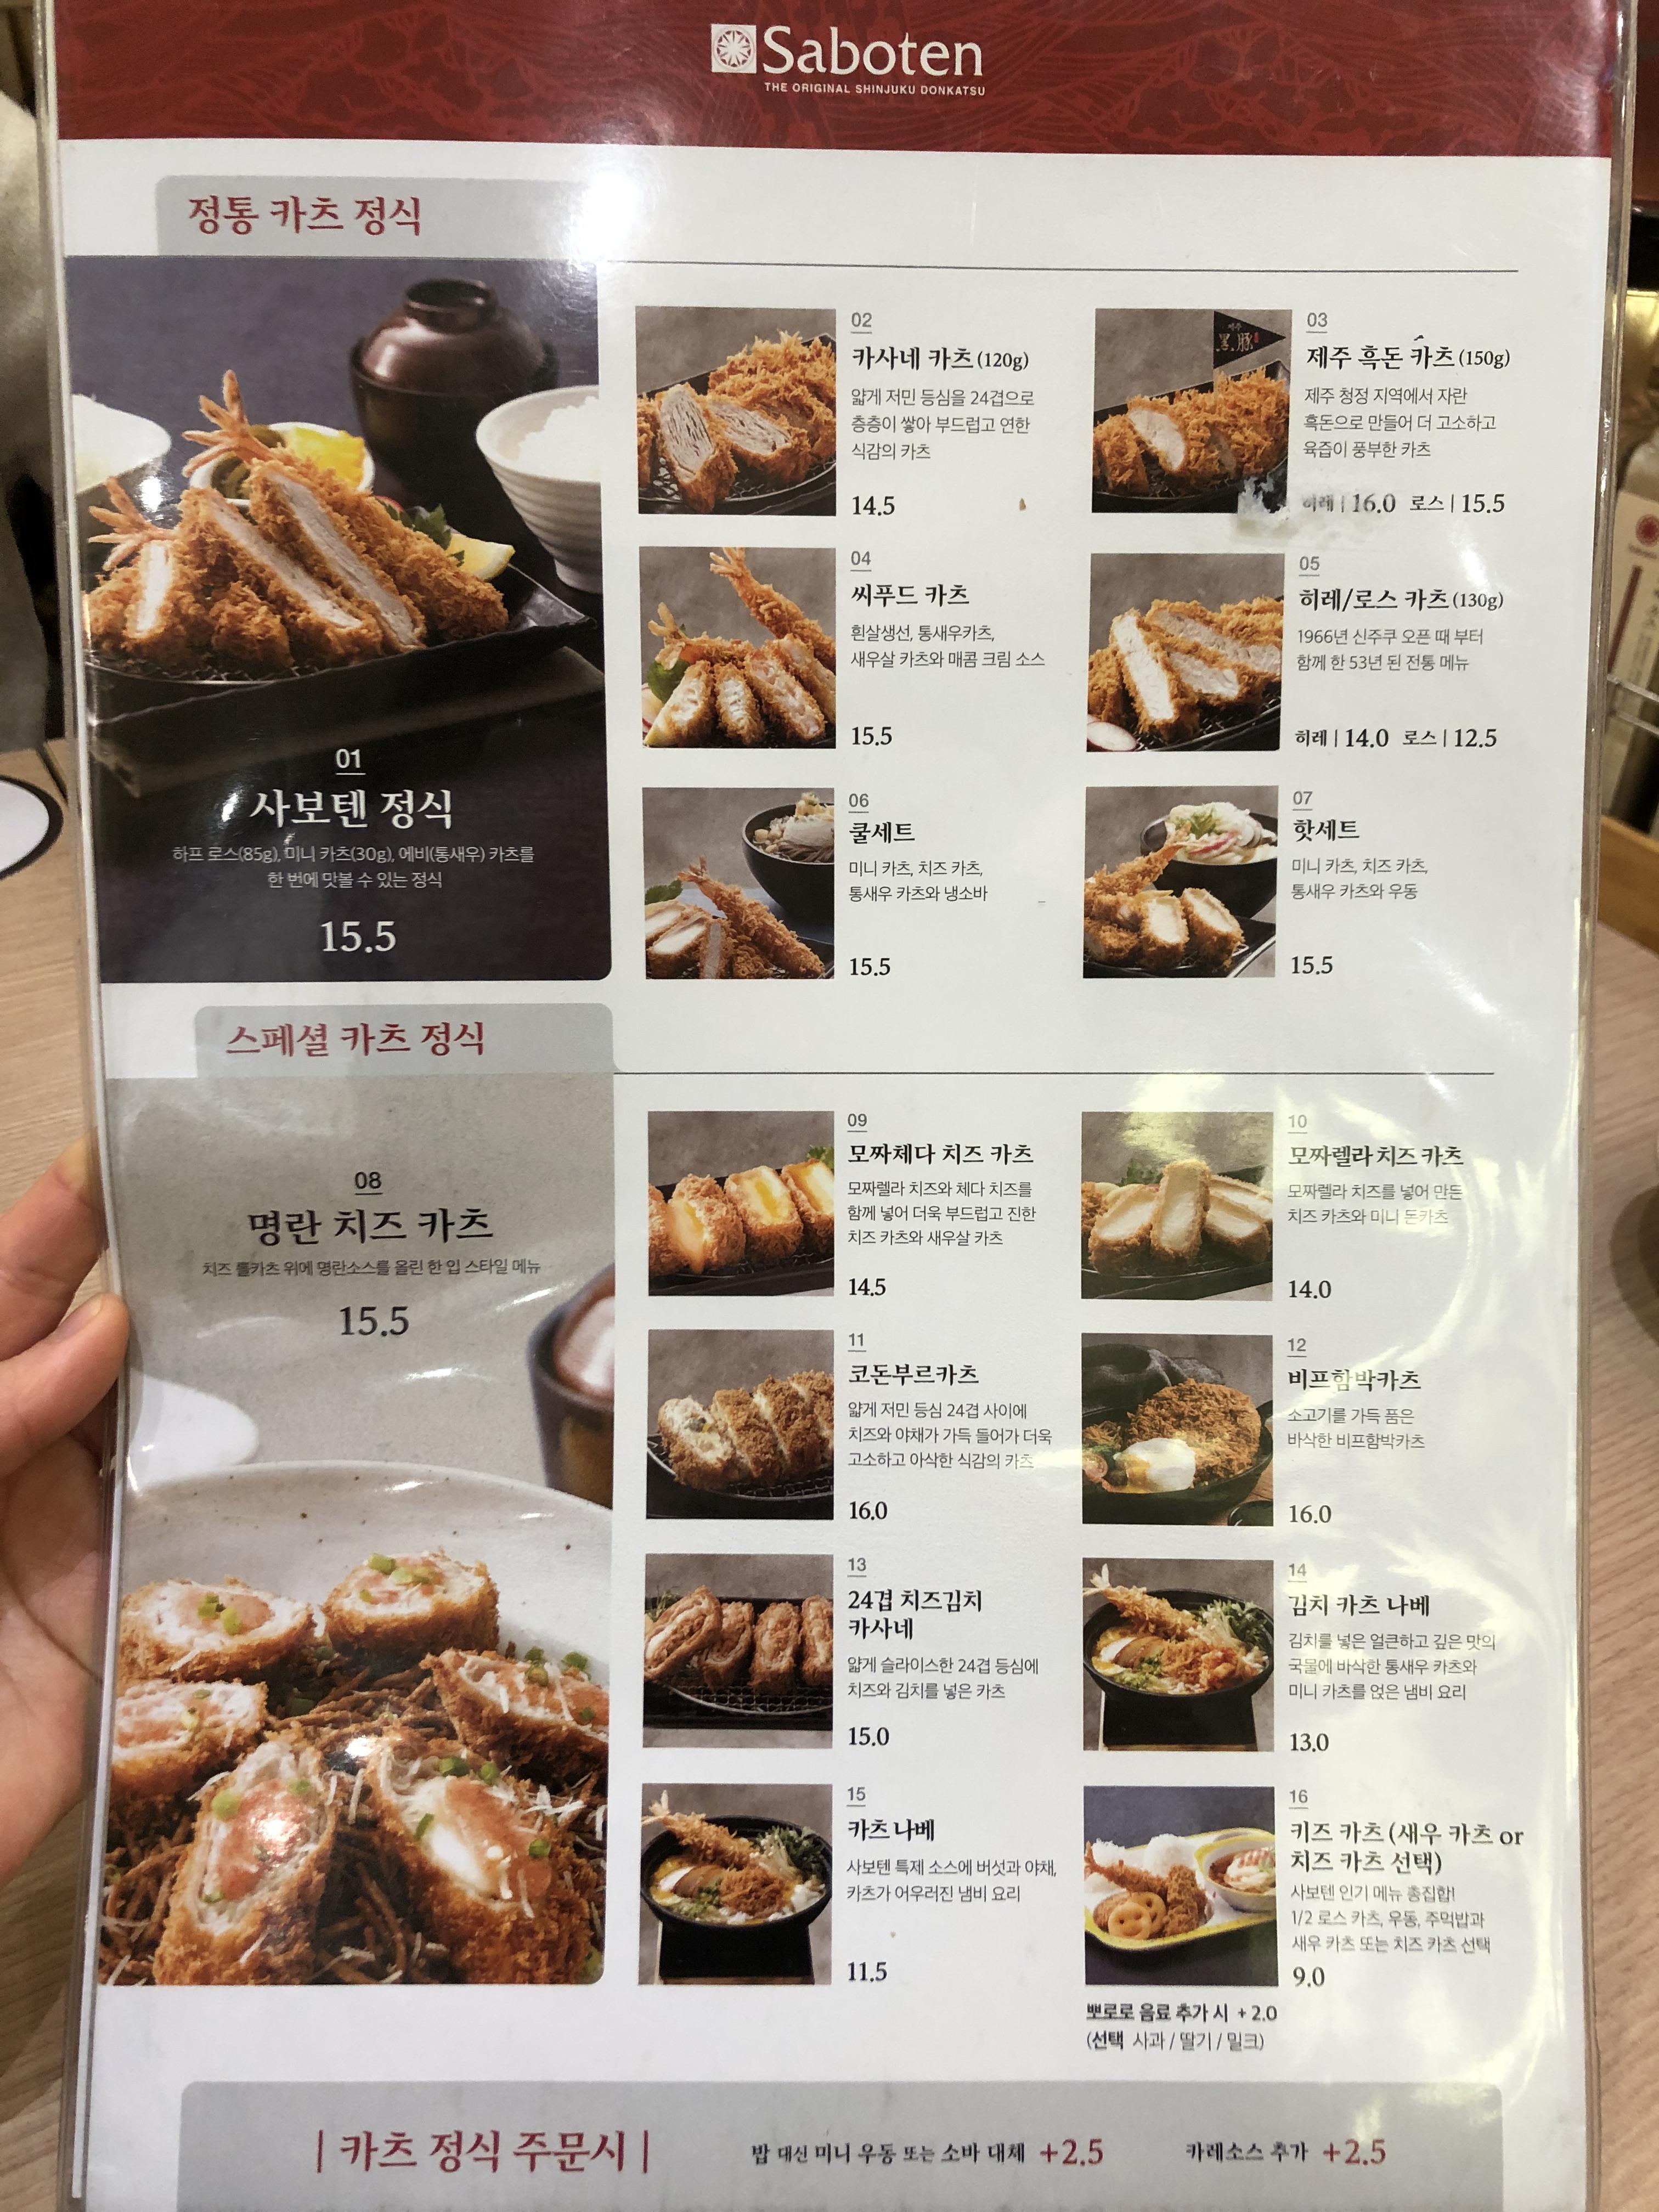 Saboten
THE ORIGINAL SHINJUKU DONKATSU
정통 카츠 정식
01
사보텐 정식
하프 로스(85g), 미니 카츠(30g), 에비(통새우) 카츠를
한 번에 맛볼 수 있는 정식
15.5
02
카사네 카츠 (120g)
얇게 저민 등심을 24겹으로
층층이 쌓아 부드럽고 연한
식감의 카츠
14.5
03
제주 흑돈 카츠 (150g)
제주 청정 지역에서 자란
흑돈으로 만들어 더 고소하고
육즙이 풍부한 카츠
히레 | 16.0 로스 | 15.5
04
씨푸드 카츠
흰살생선, 통새우카츠,
새우살 카츠와 매콤 크림 소스
15.5
05
히레/로스 카츠 (130g)
1966년 신주쿠 오픈 때 부터
함께 한 53년 된 전통 메뉴
히레 | 14.0 로스 | 12.5
06
쿨세트
미니 카츠, 치즈 카츠,
통새우 카츠와 냉소바
15.5
07
핫세트
미니 카츠, 치즈 카츠,
통새우 카츠와 우동
15.5
스페셜 카츠 정식
08
명란 치즈 카츠
치즈 롤카츠 위에 명란소스를 올린 한 입 스타일 메뉴
15.5
09
모짜체다 치즈 카츠
모짜렐라 치즈와 체다 치즈를
함께 넣어 더욱 부드럽고 진한
치즈 카츠와 새우살 카츠
14.5
10
모짜렐라 치즈 카츠
모짜렐라 치즈를 넣어 만든
치즈 카츠와 미니 돈카츠
14.0
11
코돈부르카츠
얇게 저민 등심 24겹 사이에
치즈와 야채가 가득 들어가 더욱
고소하고 아삭한 식감의 카츠
16.0
12
비프함박카츠
소고기를 가득 품은
바삭한 비프함박카츠
16.0
13
24겹 치즈김치
카사네
얇게 슬라이스한 24겹 등심에
치즈와 김치를 넣은 카츠
15.0
14
김치 카츠 나베
김치를 넣은 얼큰하고 깊은 맛의
국물에 바삭한 통새우 카츠와
미니 카츠를 얹은 냄비 요리
13.0
15
카츠 나베
사보텐 특제 소스에 버섯과 야채,
카츠가 어우러진 냄비 요리
11.5
16
키즈 카츠 (새우 카츠 or
치즈 카츠 선택)
사보텐 인기 메뉴 총집합!
1/2 로스 카츠, 우동, 주먹밥과
새우 카츠 또는 치즈 카츠 선택
9.0
뽀로로 음료 추가 시 +2.0
(선택 사과 / 딸기 / 밀크)
| 카츠 정식 주문시 |
밥 대신 미니 우동 또는 소바 대체 +2.5
카레소스 추가 +2.5